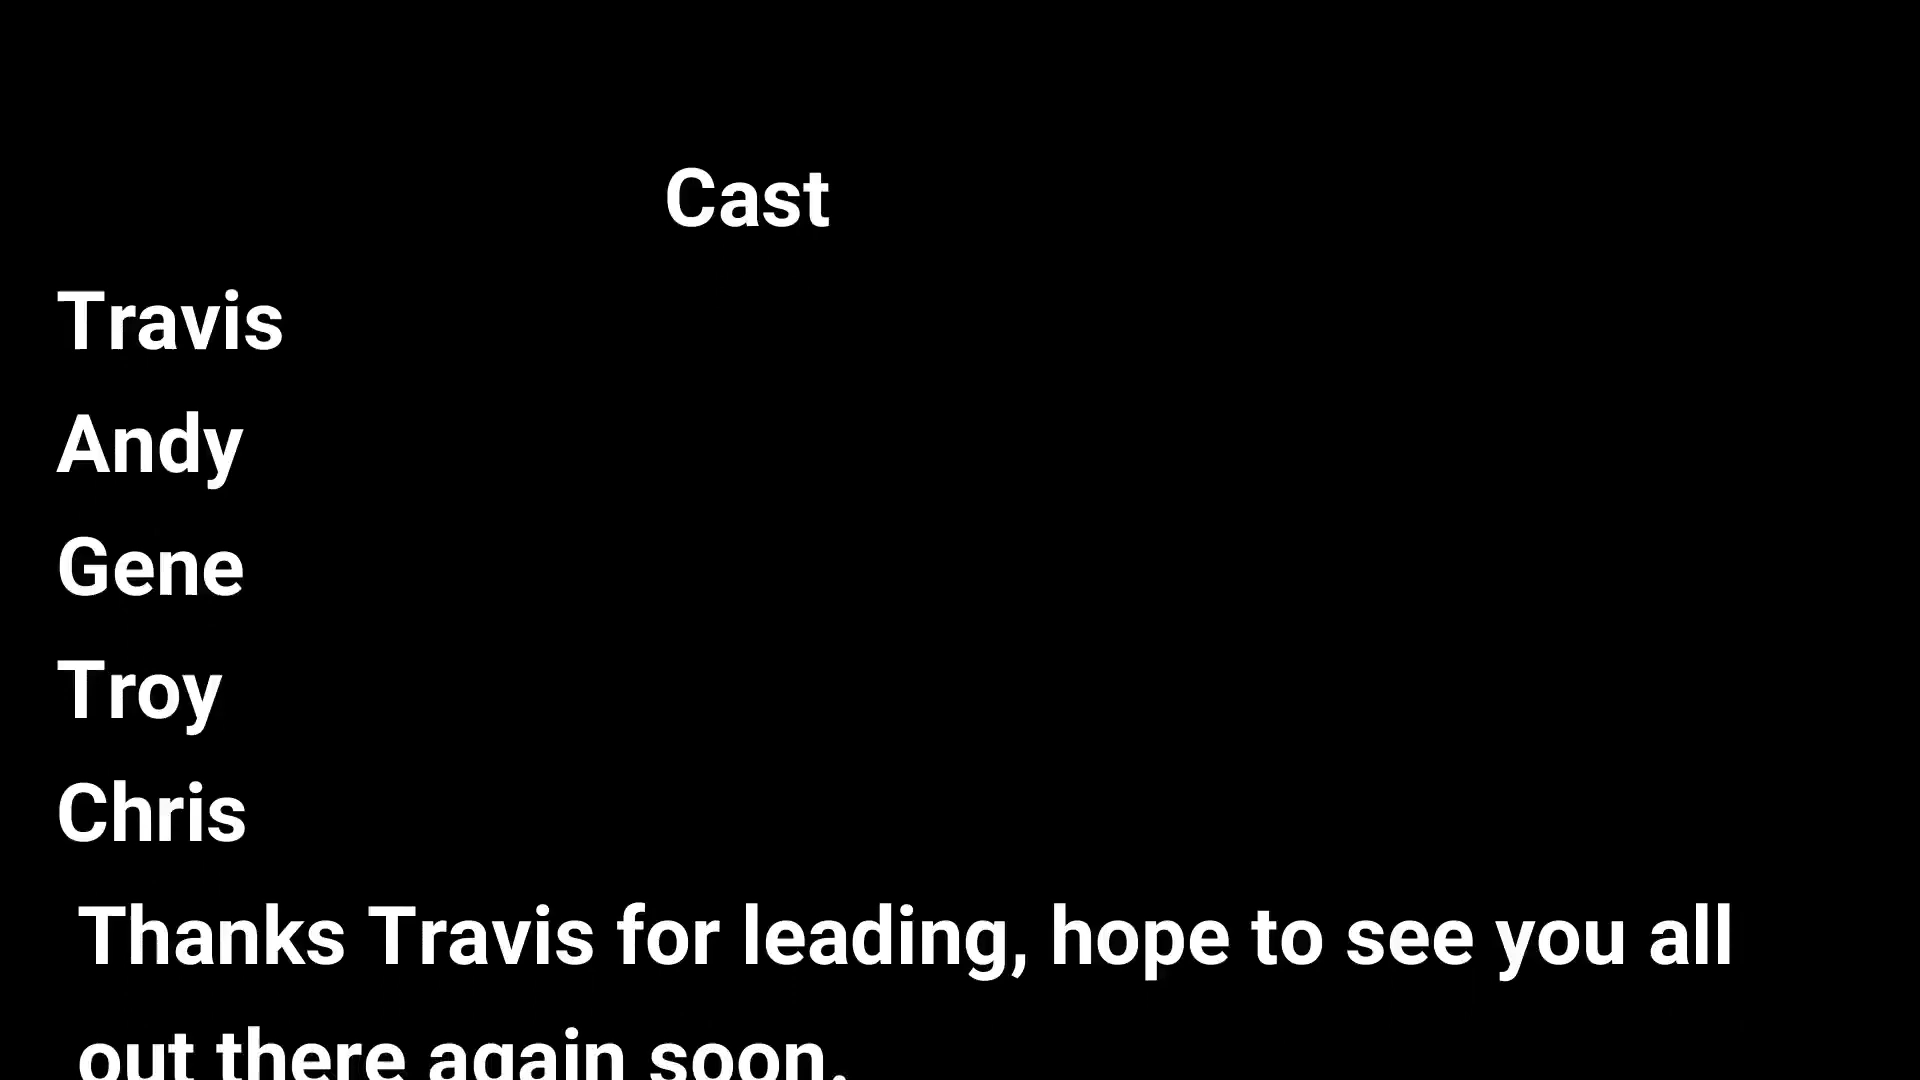 Cast
Travis
Andy
Gene
Troy
Chris
Thanks Travis for leading, hope to see you all
out there again soon.